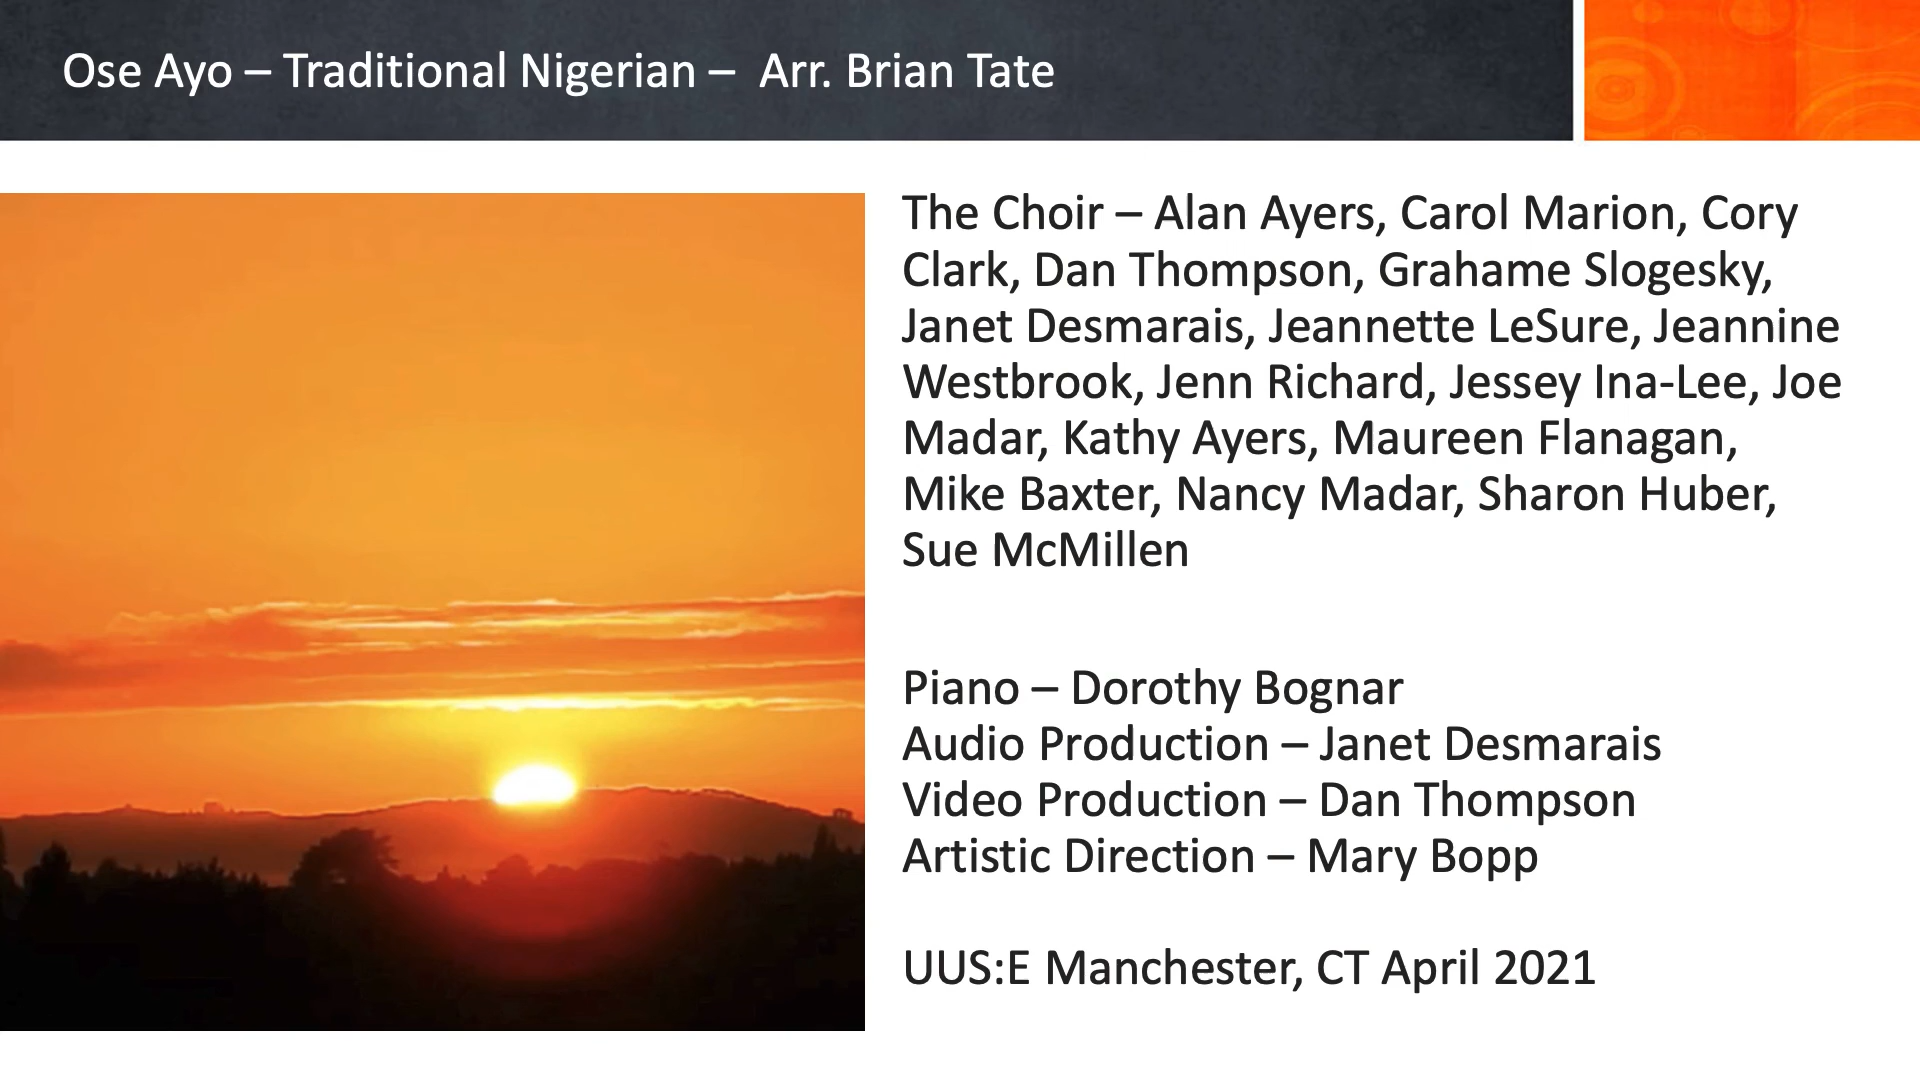 Ose Ayo – Traditional Nigerian –  Arr. Brian Tate
The Choir – Alan Ayers, Carol Marion, Cory
Clark, Dan Thompson, Grahame Slogesky,
Janet Desmarais, Jeannette LeSure, Jeannine
Westbrook, Jenn Richard, Jessey Ina-Lee, Joe
Madar, Kathy Ayers, Maureen Flanagan,
Mike Baxter, Nancy Madar, Sharon Huber,
Sue McMillen
Piano – Dorothy Bognar
Audio Production – Janet Desmarais
Video Production – Dan Thompson
Artistic Direction – Mary Bopp
UUS:E Manchester, CT April 2021